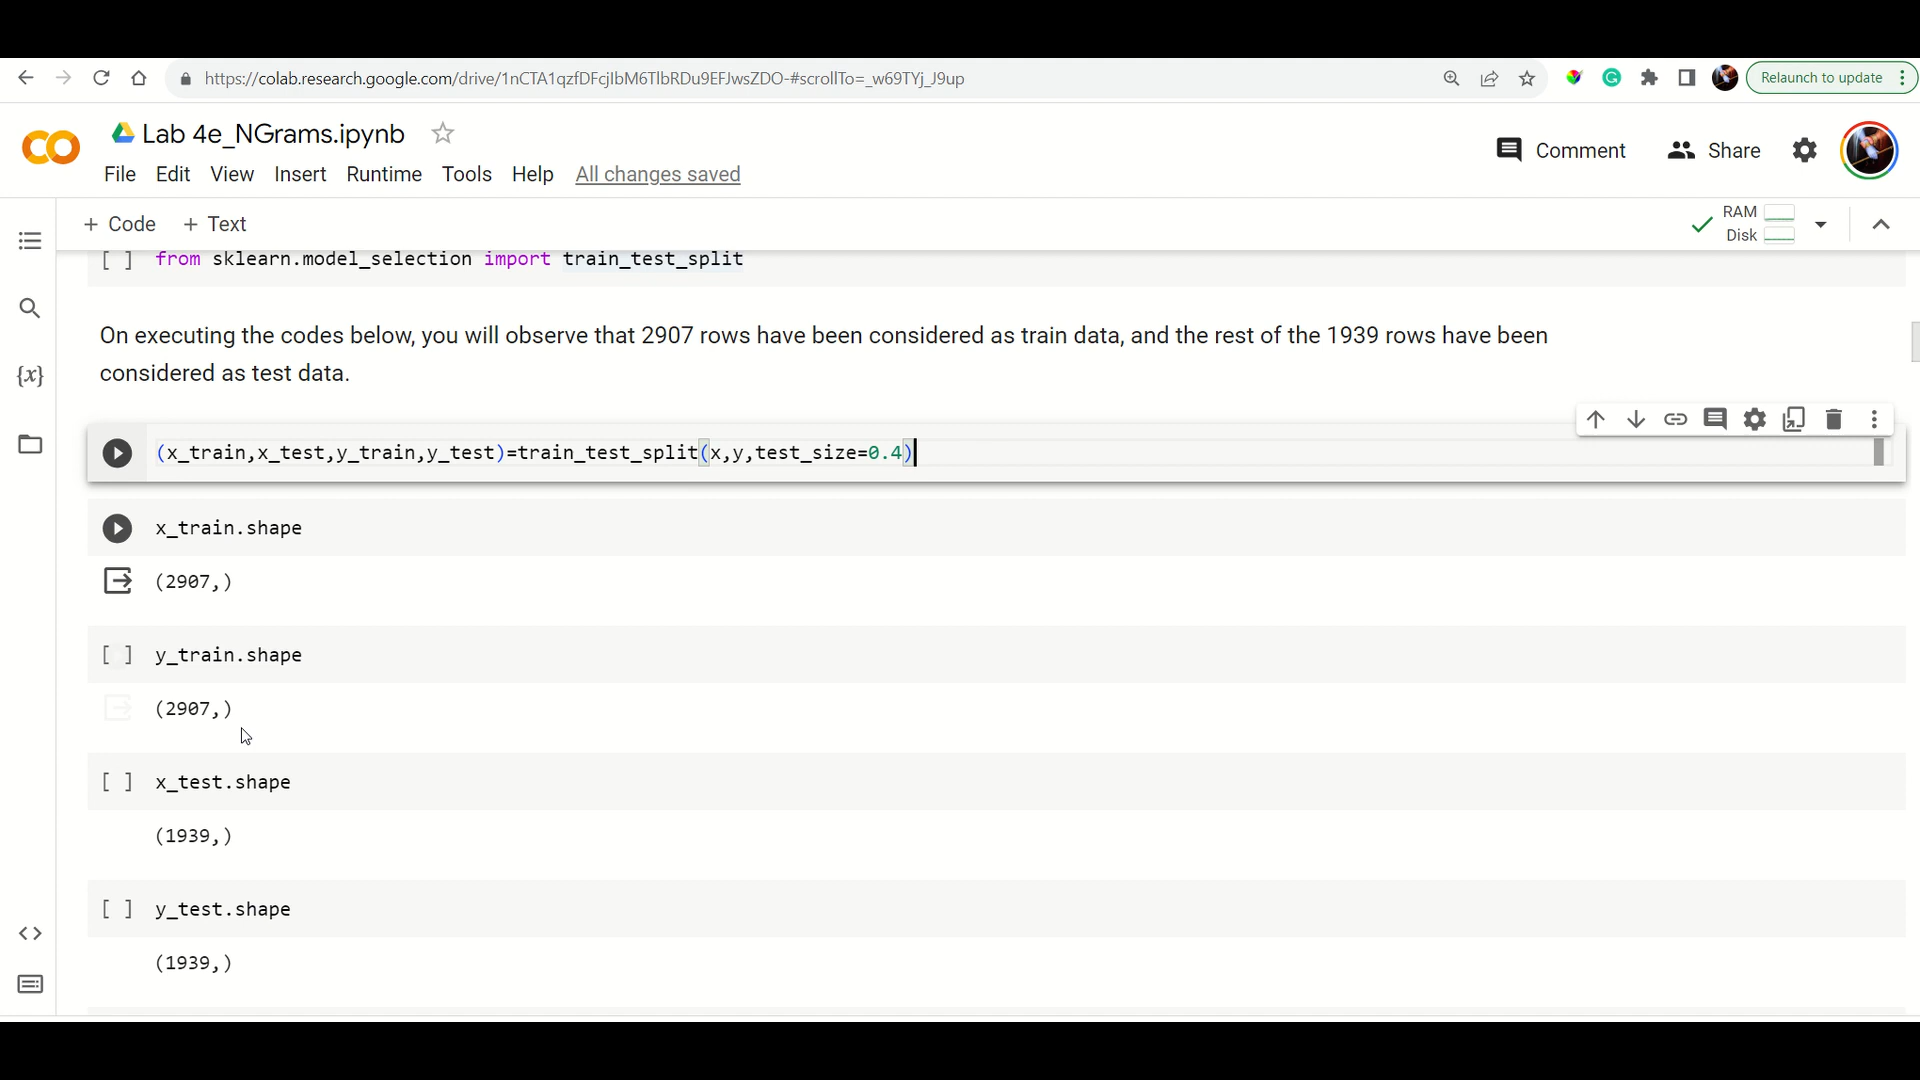 https://colab.research.google.com/drive/1nCTA1qzfDFcjIbM6TlbRDu9EFJwsZDO-#scrollTo=_w69TYj_J9up
Relaunch to update
CO
Lab 4e_NGrams.ipynb
Comment
Share
File Edit View Insert Runtime Tools Help All changes saved
+ Code + Text
RAM
Disk
[ ] from sklearn.model_selection import train_test_split
On executing the codes below, you will observe that 2907 rows have been considered as train data, and the rest of the 1939 rows have been
considered as test data.
{x}
(x_train,x_test,y_train,y_test)=train_test_split(x,y,test_size=0.4)
x_train.shape
(2907,)
[ ] y_train.shape
(2907,)
[ ] x_test.shape
(1939,)
[ ] y_test.shape
<>
(1939,)